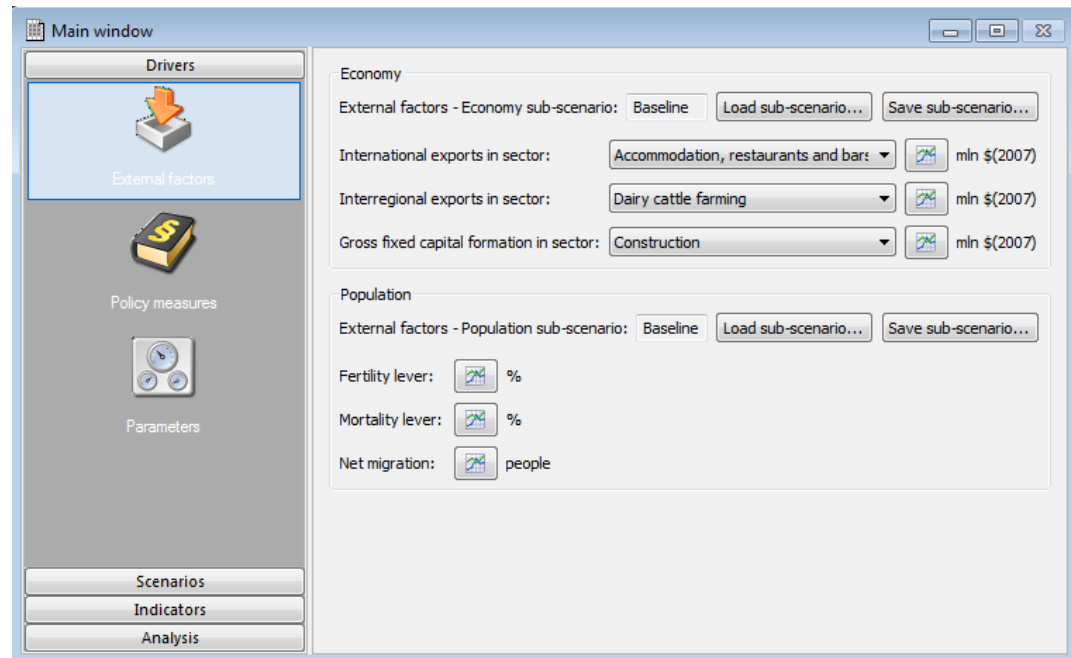 Main window
Drivers
External factors
Policy measures
Parameters
Scenarios
Indicators
Analysis
Economy
External factors - Economy sub-scenario: Baseline Load sub-scenario... Save sub-scenario...
International exports in sector: Accommodation, restaurants and bars mln $(2007)
Interregional exports in sector: Dairy cattle farming mln $(2007)
Gross fixed capital formation in sector: Construction mln $(2007)
Population
External factors - Population sub-scenario: Baseline Load sub-scenario... Save sub-scenario...
Fertility lever: %
Mortality lever: %
Net migration: people